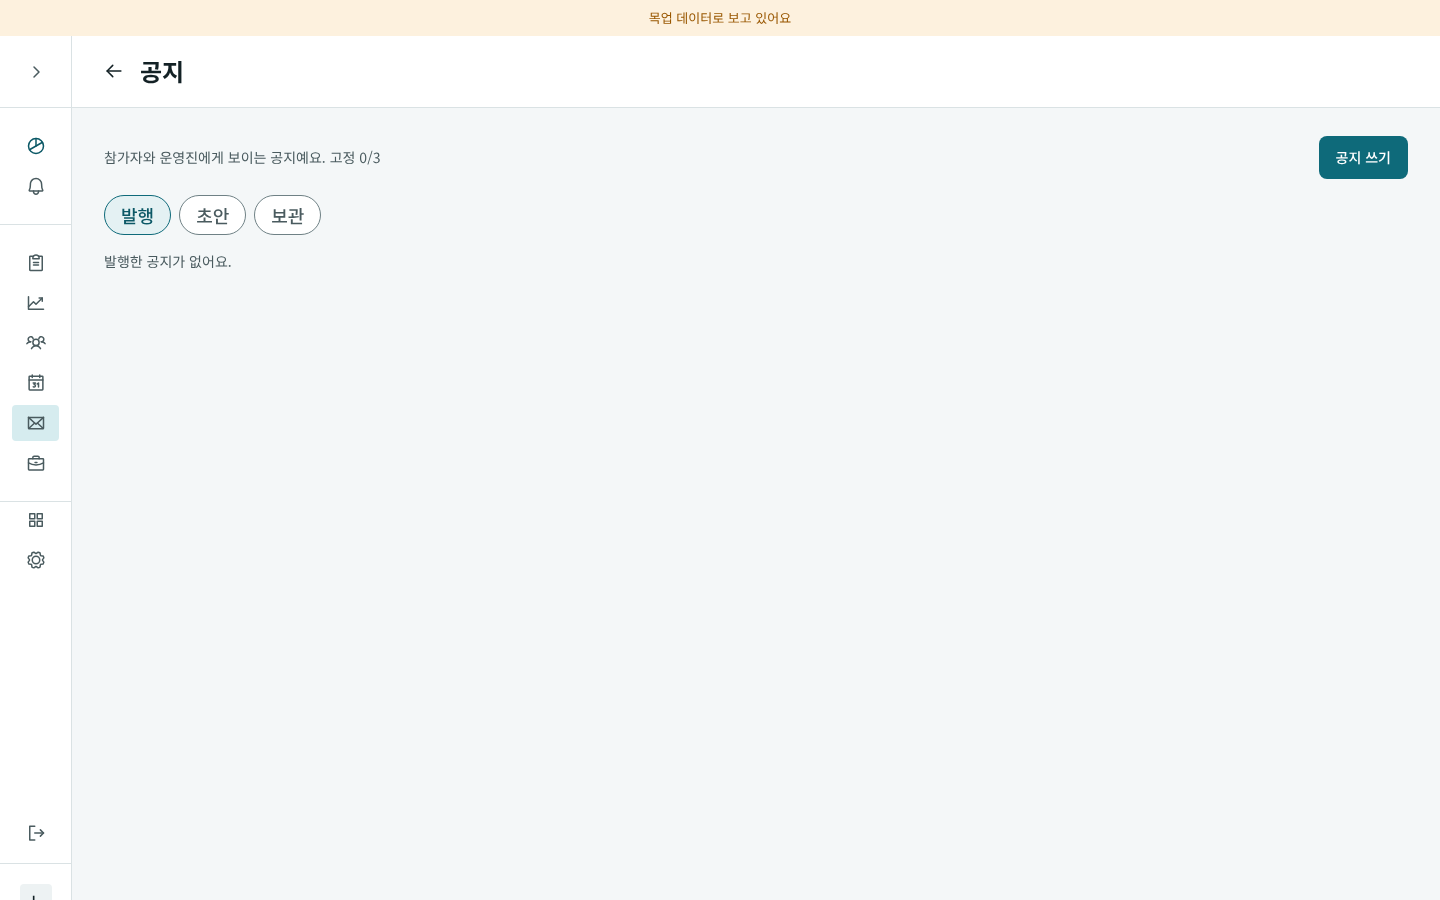 목업 데이터로 보고 있어요
공지
참가자와 운영진에게 보이는 공지예요. 고정 0/3
공지 쓰기
발행
초안
보관
31
발행한 공지가 없어요.